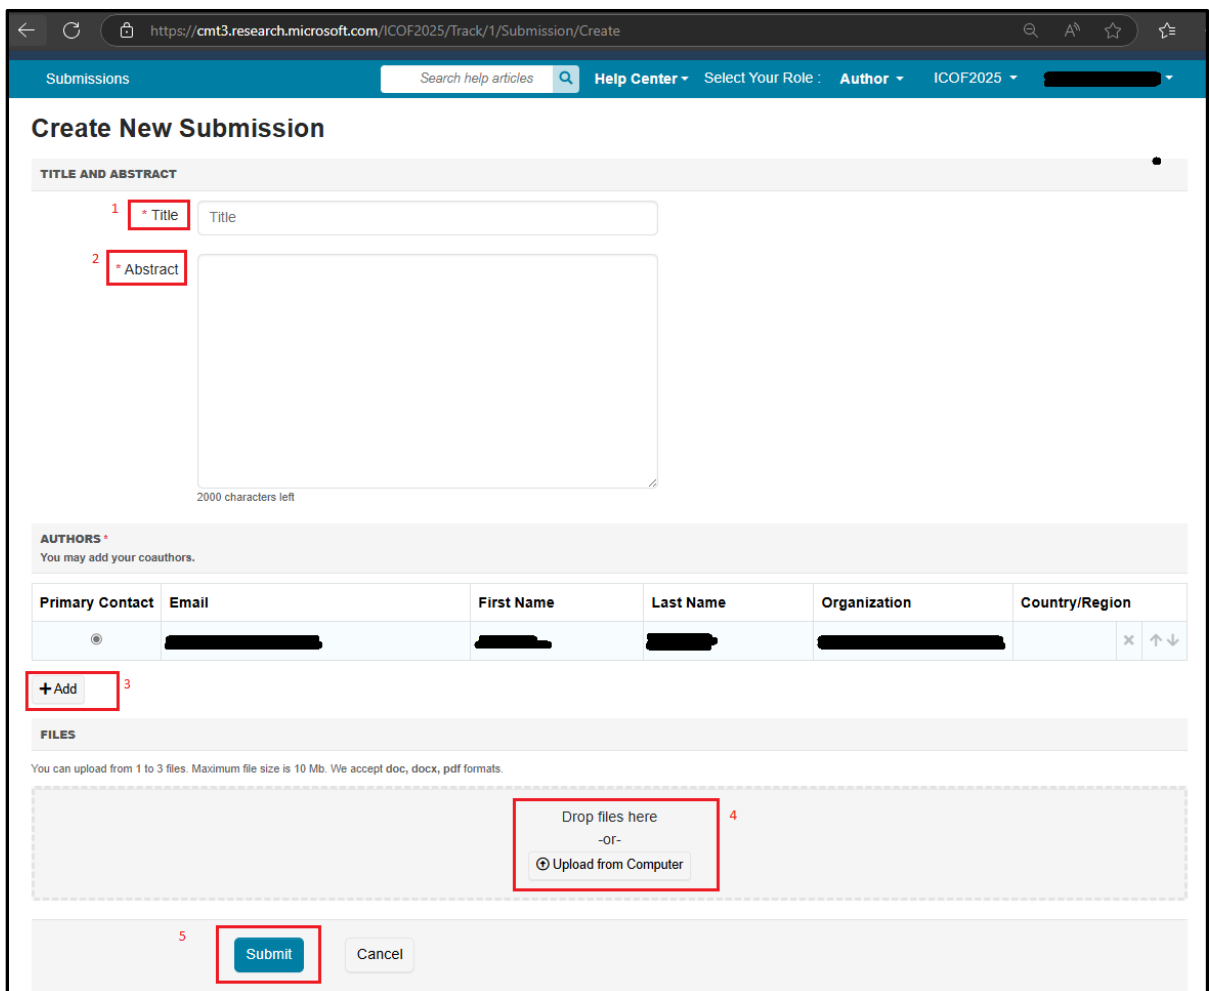 https://cmt3.research.microsoft.com/ICOF2025/Track/1/Submission/Create
Submissions Search help articles Help Center Select Your Role : Author ICOF2025
Create New Submission
TITLE AND ABSTRACT
1 * Title Title
2 * Abstract
2000 characters left
AUTHORS *
You may add your coauthors.
Primary Contact Email First Name Last Name Organization Country/Region
+ Add 3
FILES
You can upload from 1 to 3 files. Maximum file size is 10 Mb. We accept doc, docx, pdf formats.
Drop files here 4
-or-
Upload from Computer
5 Submit Cancel